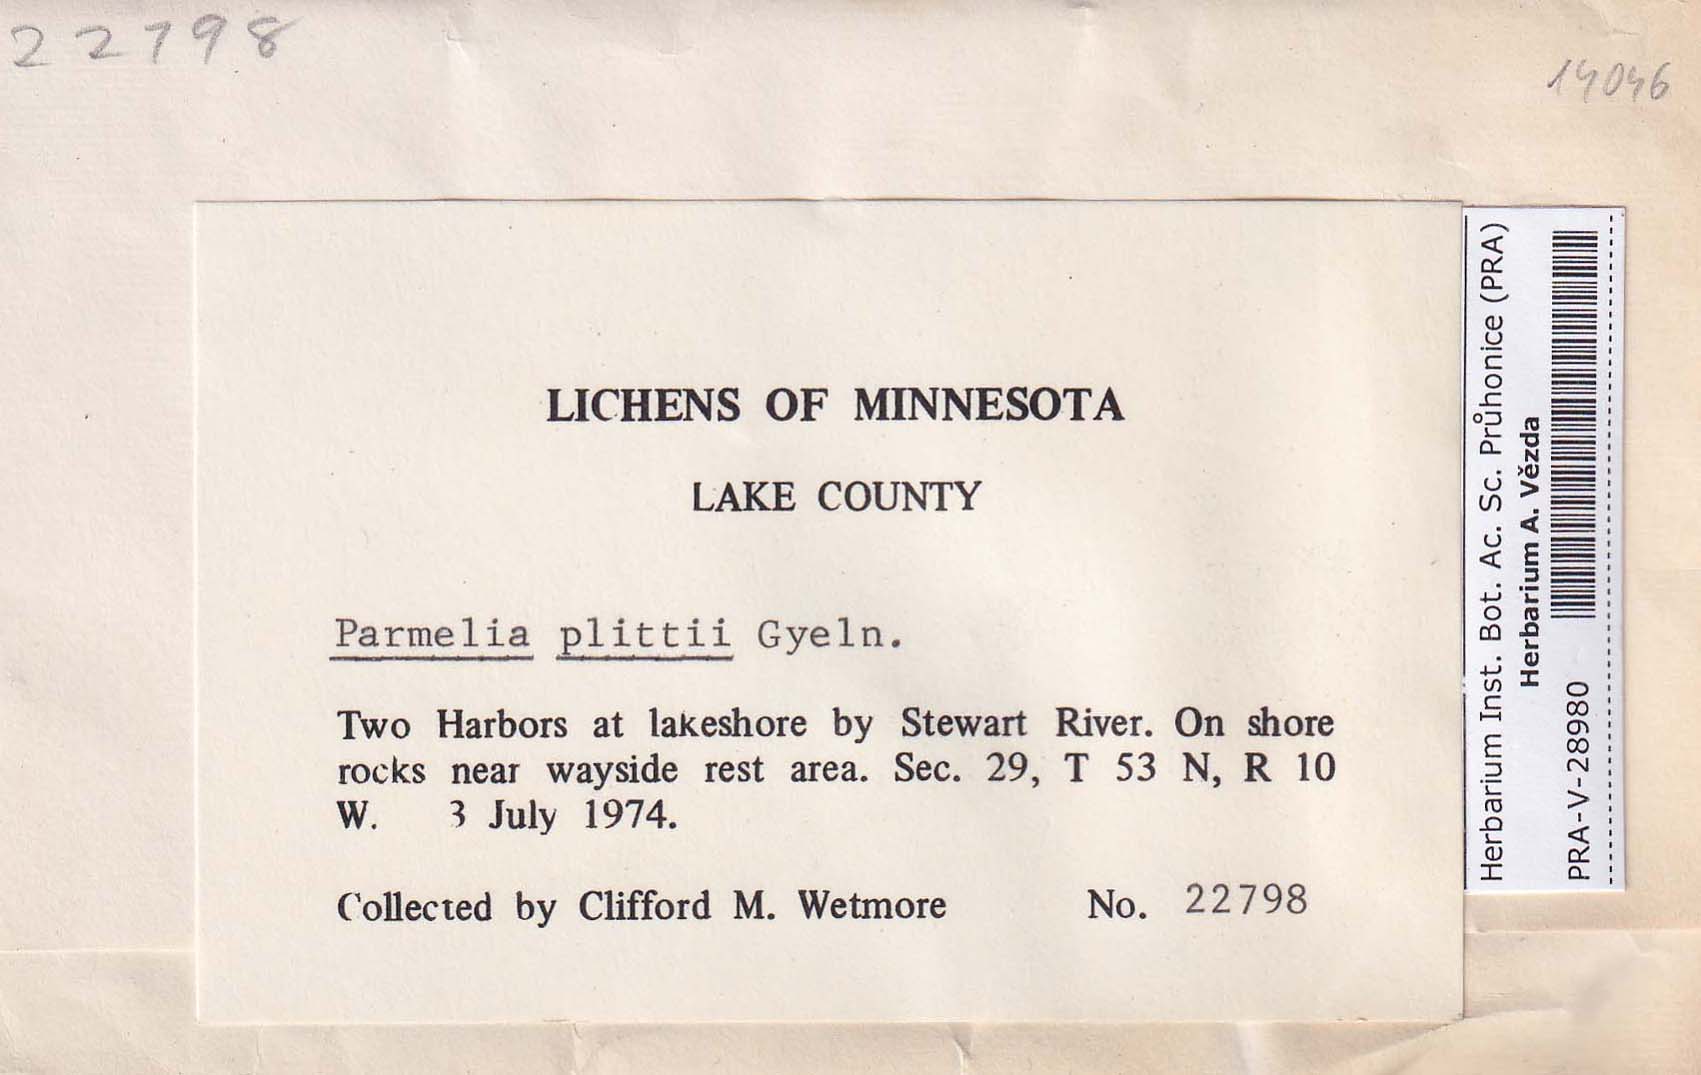 22798
14046
LICHENS OF MINNESOTA
LAKE COUNTY
Parmelia plittii Gyeln.
Two Harbors at lakeshore by Stewart River. On shore
rocks near wayside rest area. Sec. 29, T 53 N, R 10
W. 3 July 1974.
Collected by Clifford M. Wetmore No. 22798
Herbarium Inst. Bot. Ac. Sc. Průhonice (PRA)
Herbarium A. Vězda
PRA-V-28980